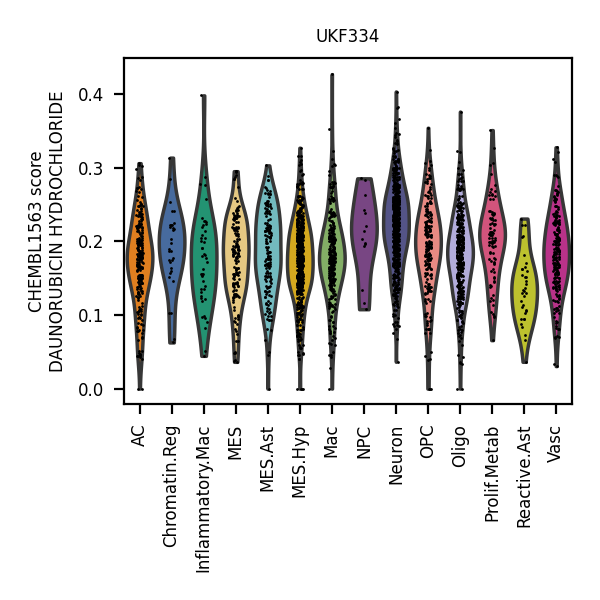 UKF334
CHEMBL1563 score
DAUNORUBICIN HYDROCHLORIDE
0.4
0.3
0.2
0.1
0.0
AC
Chromatin.Reg
Inflammatory.Mac
MES
MES.Ast
MES.Hyp
Mac
NPC
Neuron
OPC
Oligo
Prolif.Metab
Reactive.Ast
Vasc